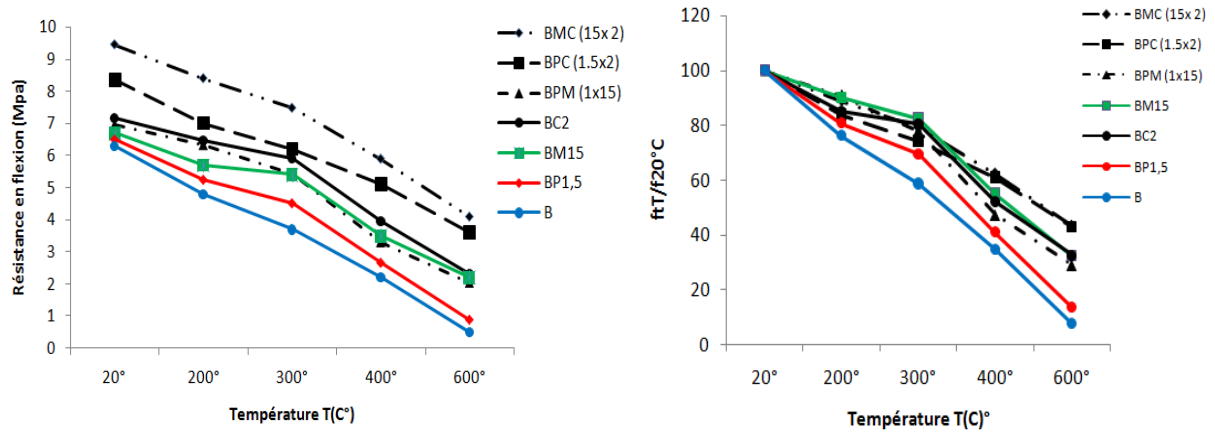 Résistance en flexion (Mpa)
10
9
8
7
6
5
4
3
2
1
0
20°
200°
300°
400°
600°
Température T(C°)
BMC (15x 2)
BPC (1.5x2)
BPM (1x15)
BC2
BM15
BP1,5
B
ftT/f20°C
120
100
80
60
40
20
0
20°
200°
300°
400°
600°
Température T(C)°
BMC (15x 2)
BPC (1.5x2)
BPM (1x15)
BM15
BC2
BP1,5
B